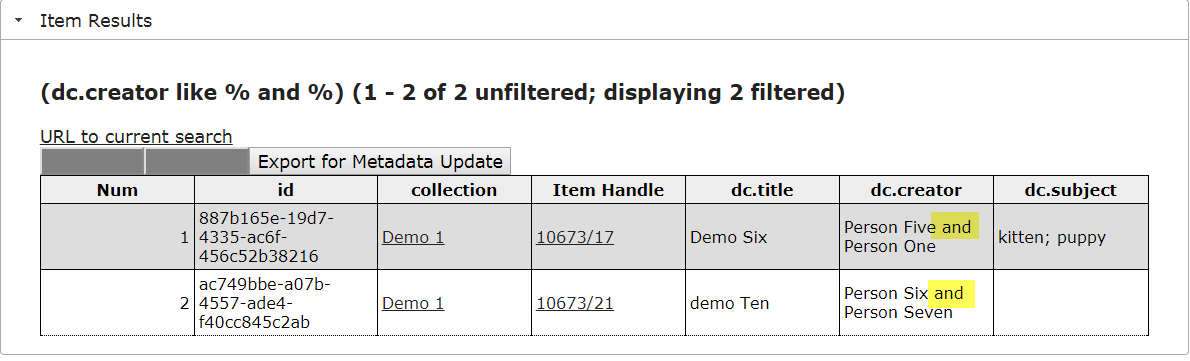 Item Results
(dc.creator like % and %) (1 - 2 of 2 unfiltered; displaying 2 filtered)
URL to current search
Export for Metadata Update
Num id collection Item Handle dc.title dc.creator dc.subject
1 887b165e-19d7-
4335-ac6f-
456c52b38216 Demo 1 10673/17 Demo Six Person Five and
Person One kitten; puppy
2 ac749bbe-a07b-
4557-ade4-
f40cc845c2ab Demo 1 10673/21 demo Ten Person Six and
Person Seven